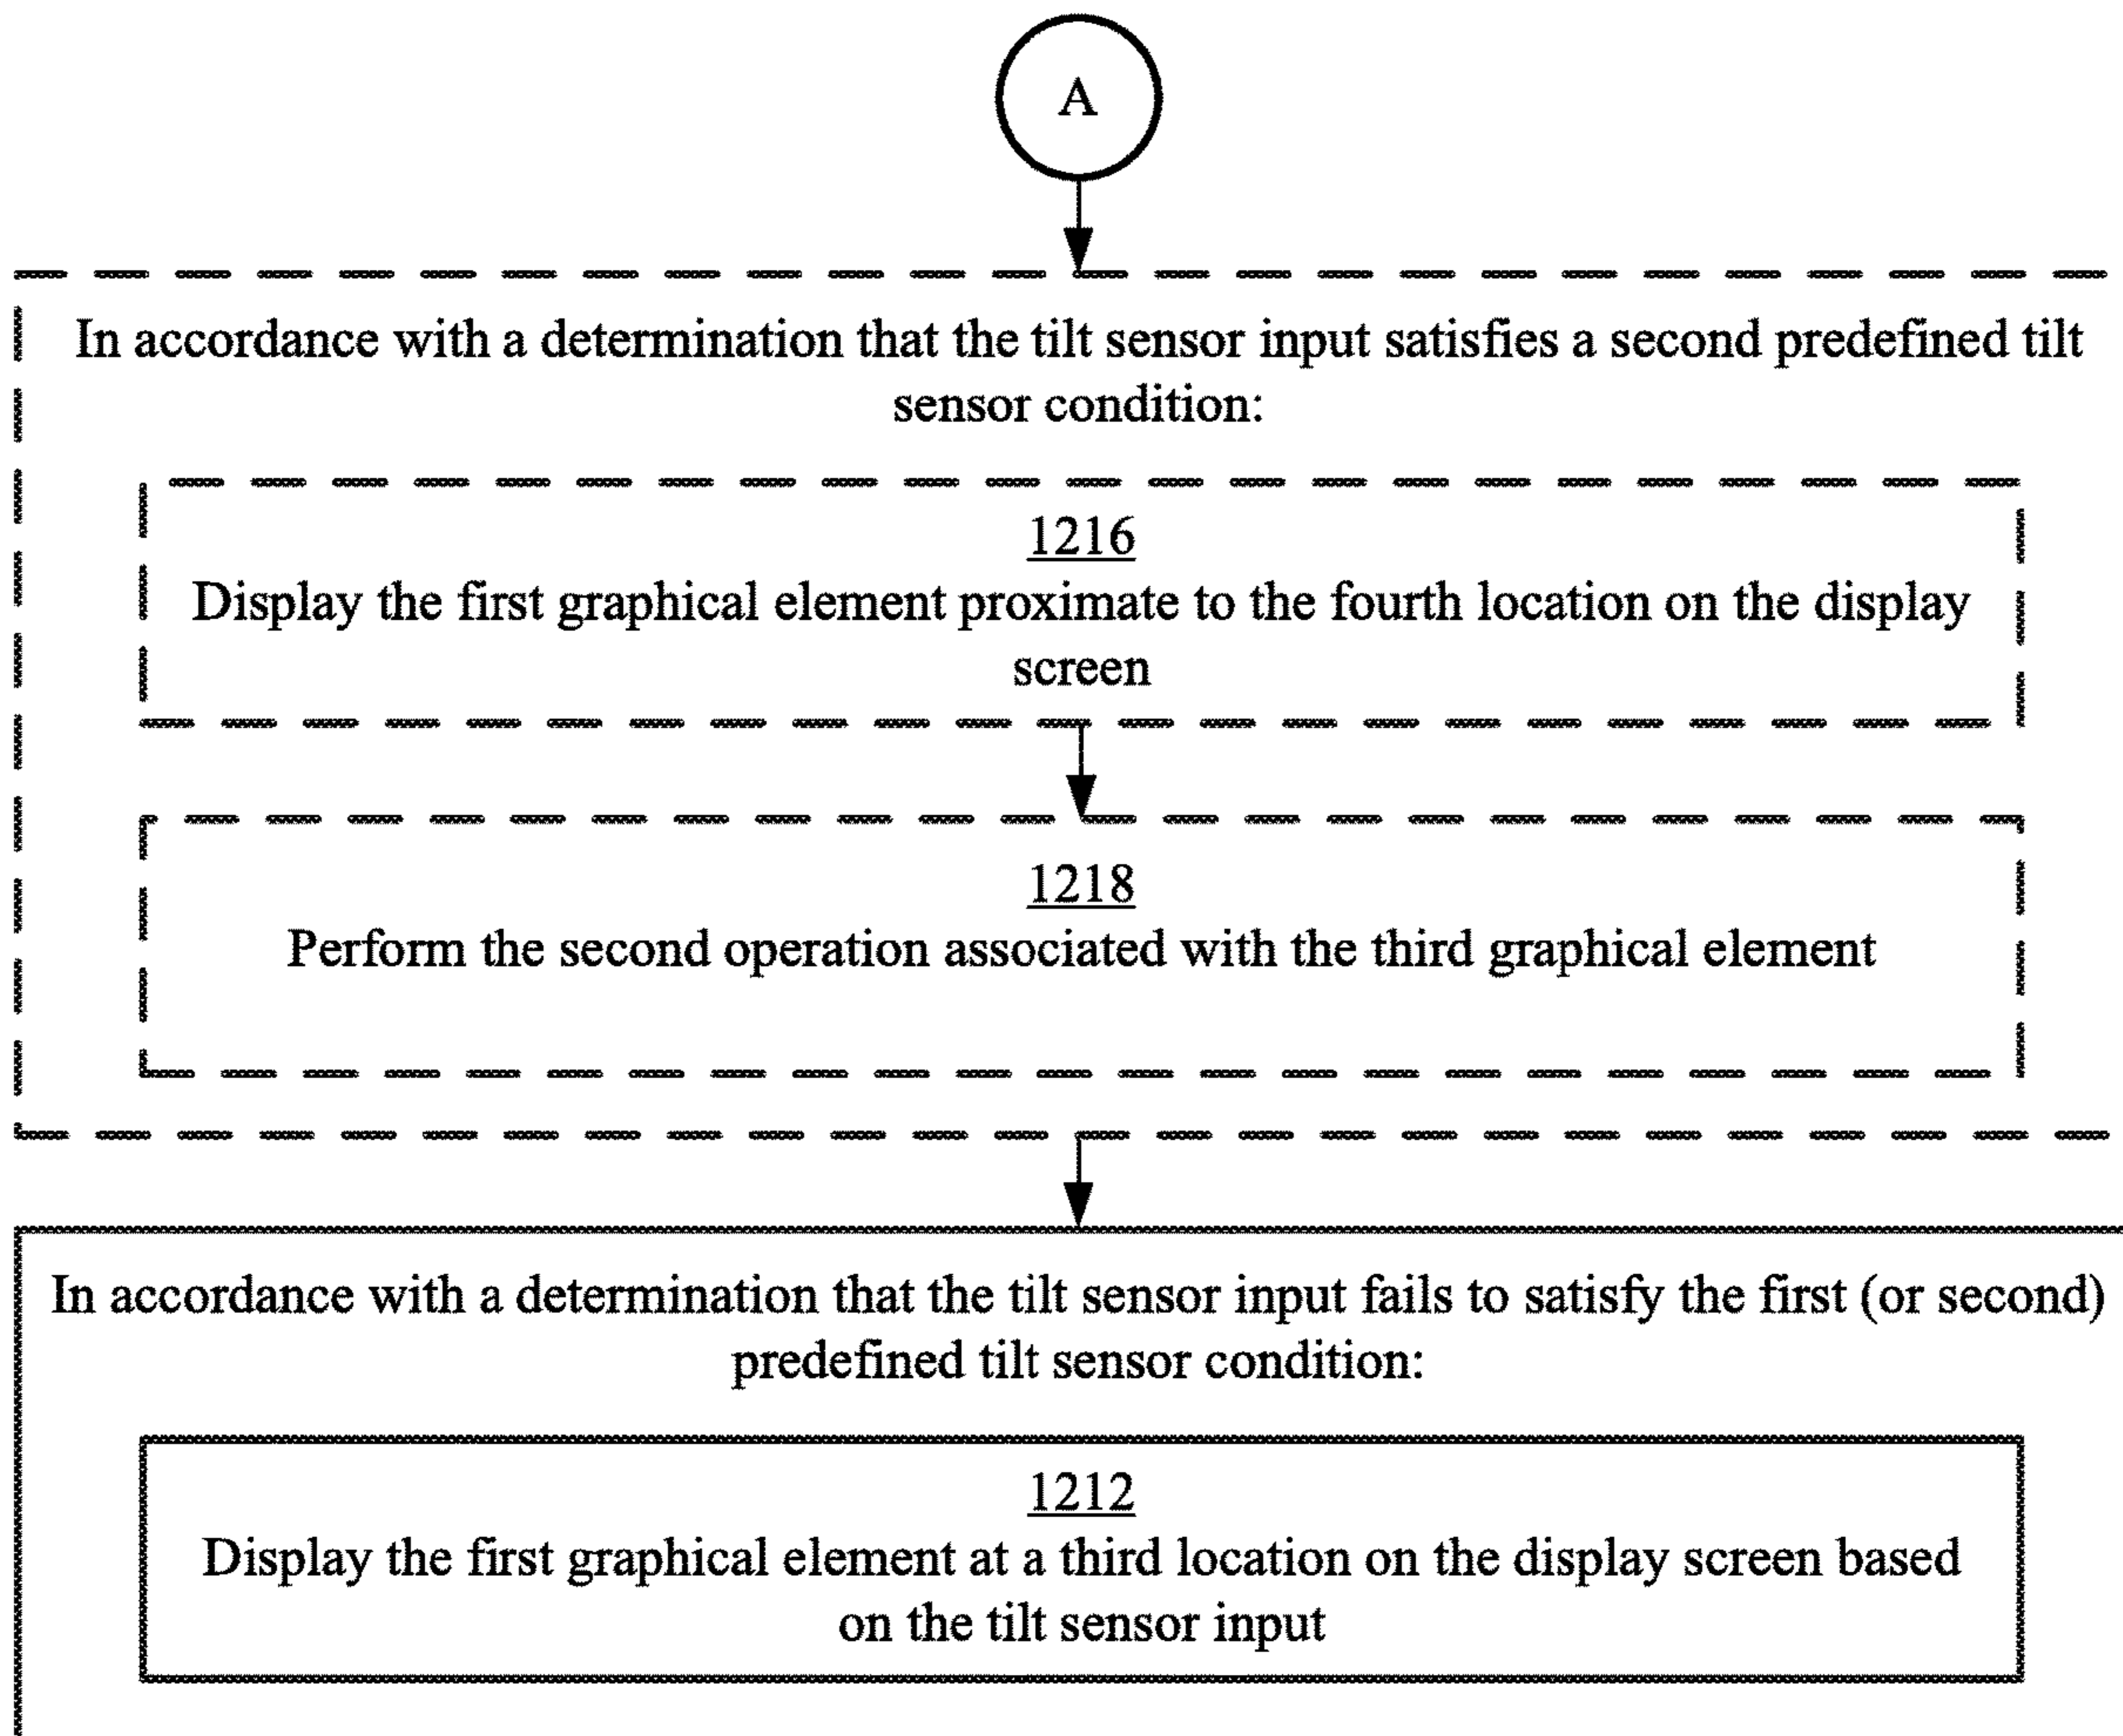 A
In accordance with a determination that the tilt sensor input satisfies a second predefined tilt
sensor condition:
1216
Display the first graphical element proximate to the fourth location on the display
screen
1218
Perform the second operation associated with the third graphical element
In accordance with a determination that the tilt sensor input fails to satisfy the first (or second)
predefined tilt sensor condition:
1212
Display the first graphical element at a third location on the display screen based
on the tilt sensor input